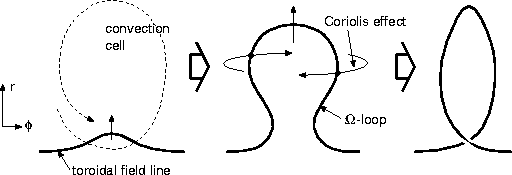 convection
cell
Coriolis effect
r
ϕ
Ω-loop
toroidal field line